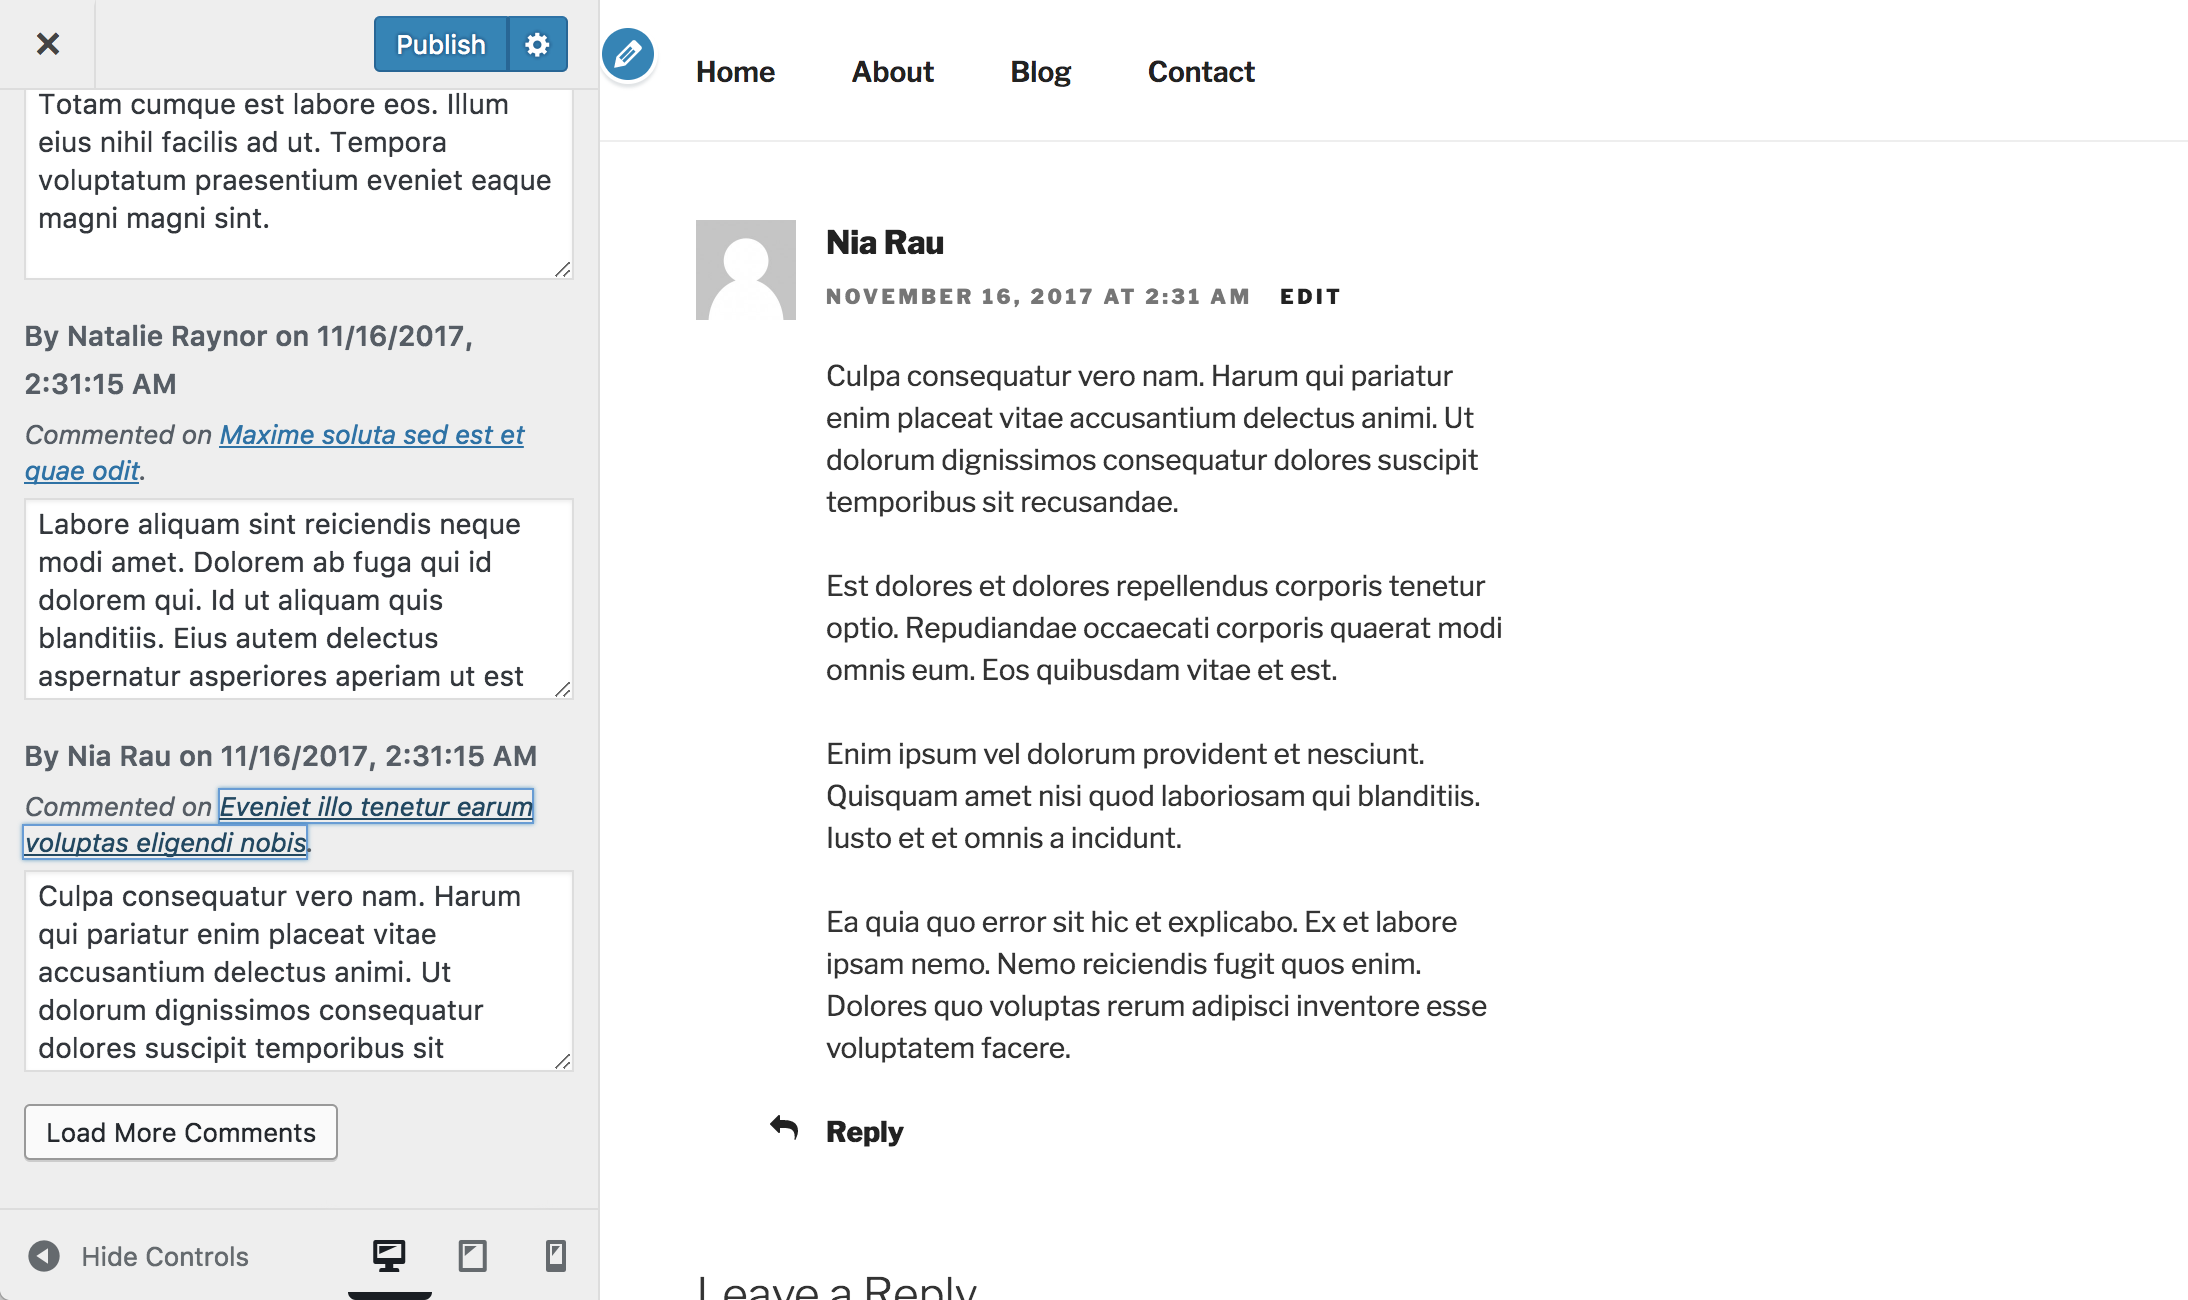 Publish
Totam cumque est labore eos. Illum
eius nihil facilis ad ut. Tempora
voluptatum praesentium eveniet eaque
magni magni sint.
By Natalie Raynor on 11/16/2017,
2:31:15 AM
Commented on Maxime soluta sed est et
quae odit.
Labore aliquam sint reiciendis neque
modi amet. Dolorem ab fuga qui id
dolorem qui. Id ut aliquam quis
blanditiis. Eius autem delectus
aspernatur asperiores aperiam ut est
By Nia Rau on 11/16/2017, 2:31:15 AM
Commented on Eveniet illo tenetur earum
voluptas eligendi nobis.
Culpa consequatur vero nam. Harum
qui pariatur enim placeat vitae
accusantium delectus animi. Ut
dolorum dignissimos consequatur
dolores suscipit temporibus sit
Load More Comments
Hide Controls
Home About Blog Contact
Nia Rau
NOVEMBER 16, 2017 AT 2:31 AM EDIT
Culpa consequatur vero nam. Harum qui pariatur
enim placeat vitae accusantium delectus animi. Ut
dolorum dignissimos consequatur dolores suscipit
temporibus sit recusandae.
Est dolores et dolores repellendus corporis tenetur
optio. Repudiandae occaecati corporis quaerat modi
omnis eum. Eos quibusdam vitae et est.
Enim ipsum vel dolorum provident et nesciunt.
Quisquam amet nisi quod laboriosam qui blanditiis.
Iusto et et omnis a incidunt.
Ea quia quo error sit hic et explicabo. Ex et labore
ipsam nemo. Nemo reiciendis fugit quos enim.
Dolores quo voluptas rerum adipisci inventore esse
voluptatem facere.
Reply
Leave a Reply